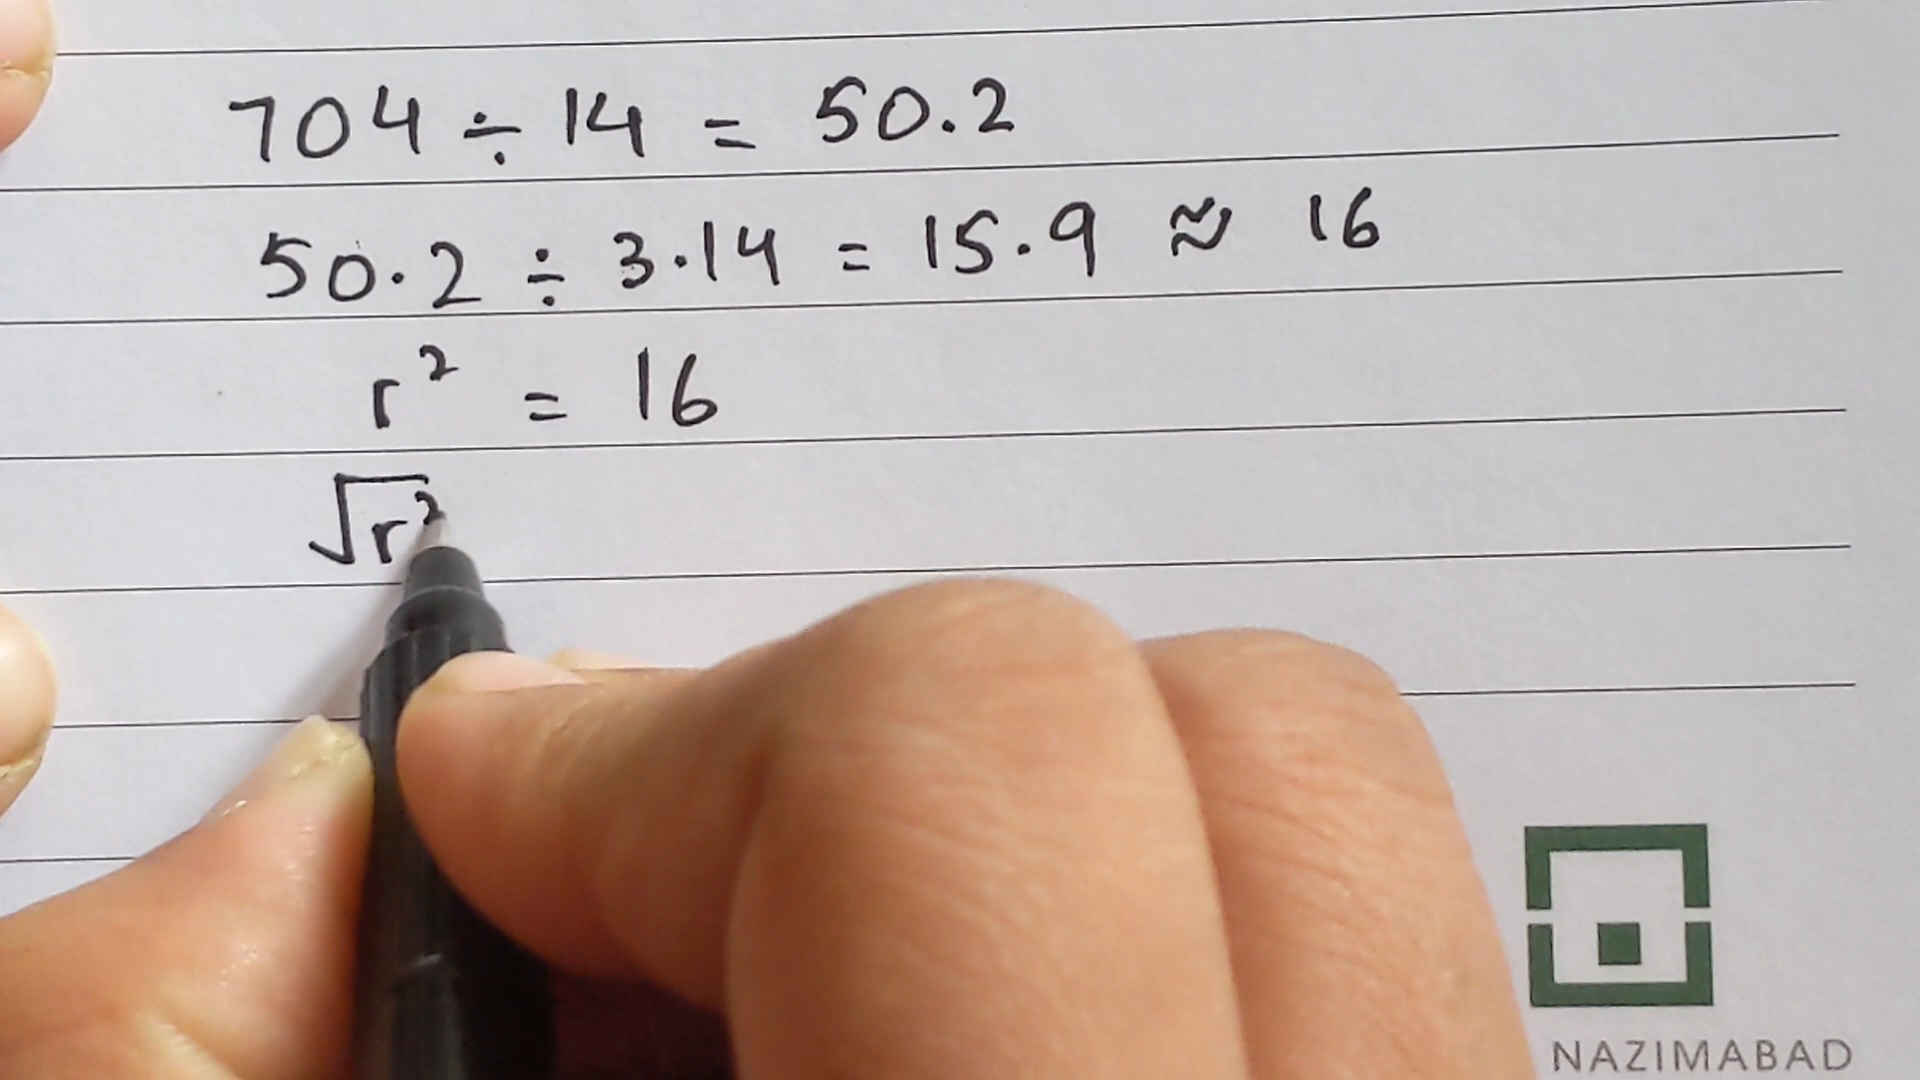 704 ÷ 14 = 50.2
50.2 ÷ 3.14 = 15.9 ≈ 16
r² = 16
√r²
NAZIMABAD